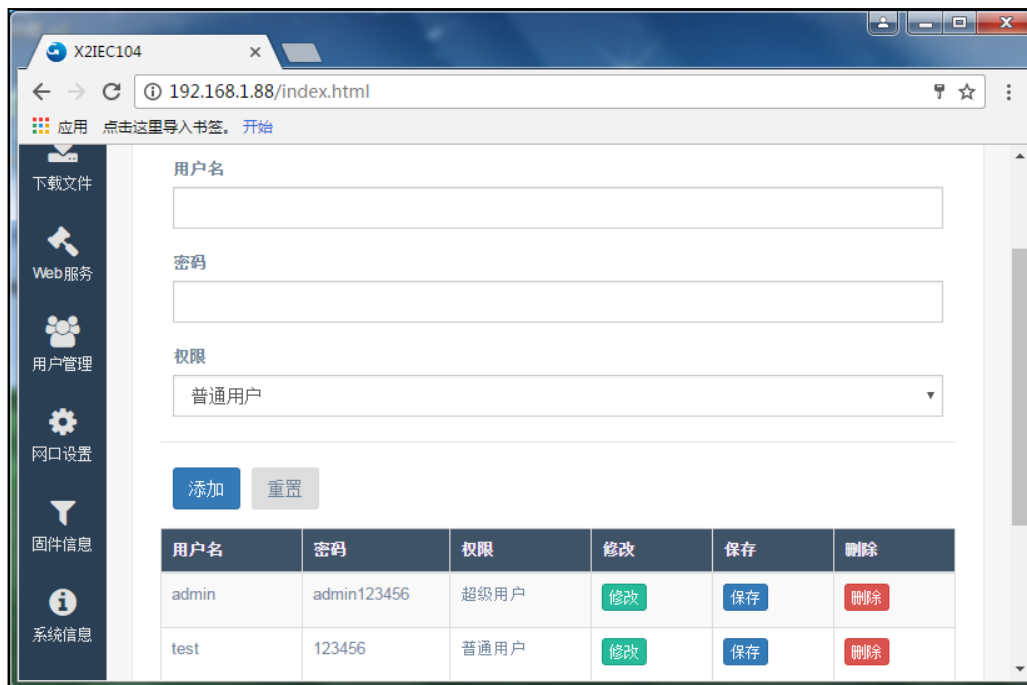 X2IEC104
192.168.1.88/index.html
应用 点击这里导入书签。 开始
下载文件
Web服务
用户管理
网口设置
固件信息
系统信息
用户名
密码
权限
普通用户
添加 重置
用户名 密码 权限 修改 保存 删除
admin admin123456 超级用户 修改 保存 删除
test 123456 普通用户 修改 保存 删除